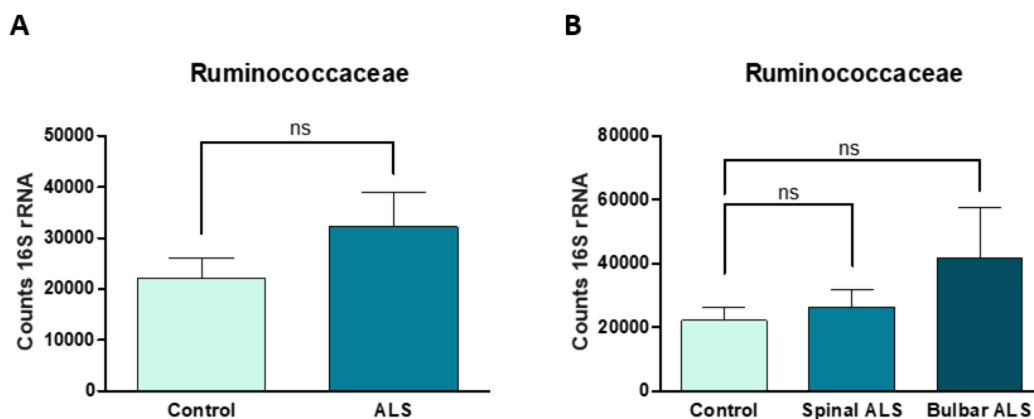 A
Ruminococcaceae
Counts 16S rRNA
50000
40000
30000
20000
10000
0
ns
Control
ALS
B
Ruminococcaceae
Counts 16S rRNA
80000
60000
40000
20000
0
ns
ns
Control
Spinal ALS
Bulbar ALS